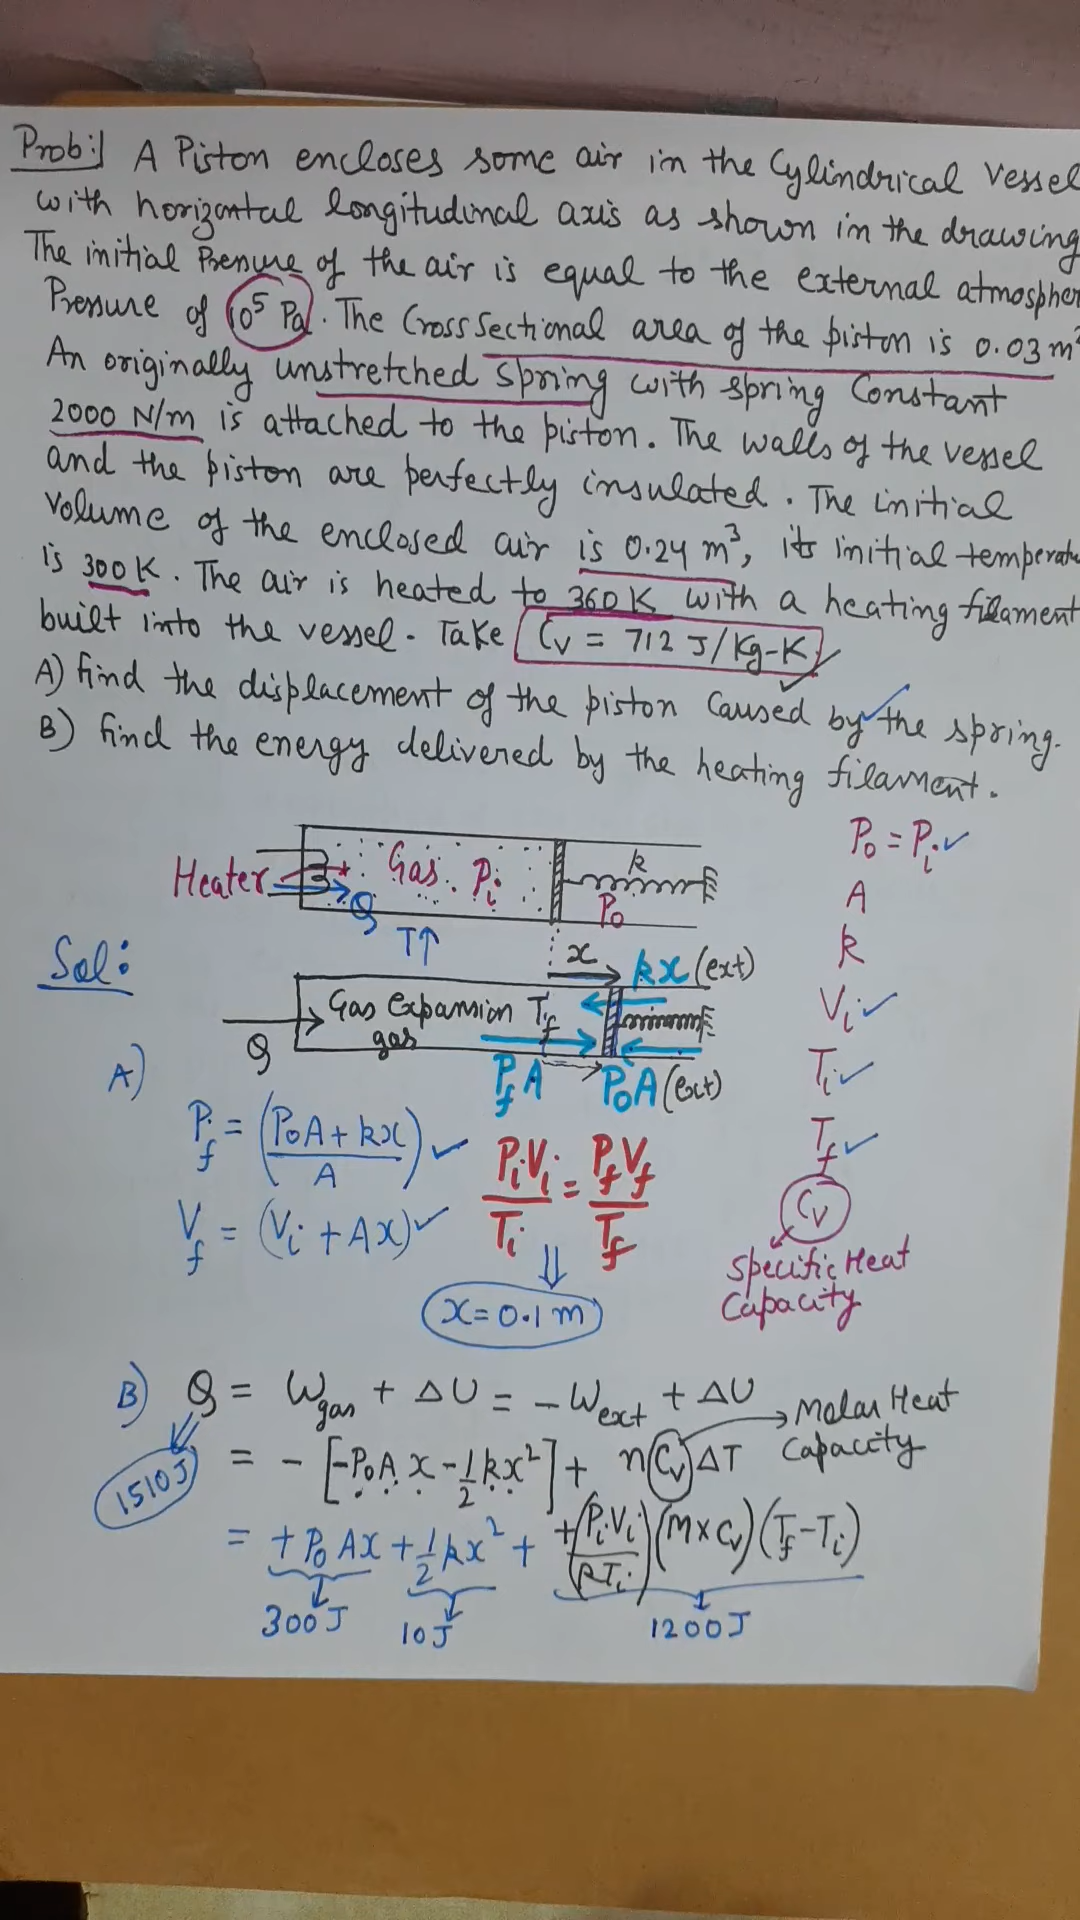 Prob:] A Piston encloses some air in the Cylindrical Vessel
with horizontal longitudinal axis as shown in the drawing
The initial Pressure of the air is equal to the external atmospher
Pressure of 10⁵ Pa. The Cross Sectional area of the piston is 0.03 m²
An originally unstretched spring with spring Constant
2000 N/m is attached to the piston. The walls of the vessel
and the piston are perfectly insulated. The initial
Volume of the enclosed air is 0.24 m³, its initial temperatu
is 300 K. The air is heated to 360 K with a heating filament
built into the vessel. Take Cv = 712 J/Kg-K
A) find the displacement of the piston Caused by the spring.
B) find the energy delivered by the heating filament.
Heater Gas Pi k
P₀
Q
T↑
P₀ = Pi ✓
A
k
Vi ✓
Ti ✓
Tf ✓
Cv
Specific Heat
Capacity
Sol:
x kx (ext)
Gas Expansion Tf
gas
Q
PfA P₀A (ext)
A)
Pf = (P₀A + kx / A) ✓
Vf = (Vi + Ax) ✓
PiVi / Ti = PfVf / Tf
⇓
x = 0.1 m
B) Q = Wgas + ΔU = - Wext + ΔU
→ Molar Heat
Capacity
1510 J
= - [-P₀A x - ½ kx²] + n Cv ΔT
= + P₀ Ax + ½ kx² + + (PiVi / RTi) (M × Cv) (Tf - Ti)
300 J 10 J 1200 J